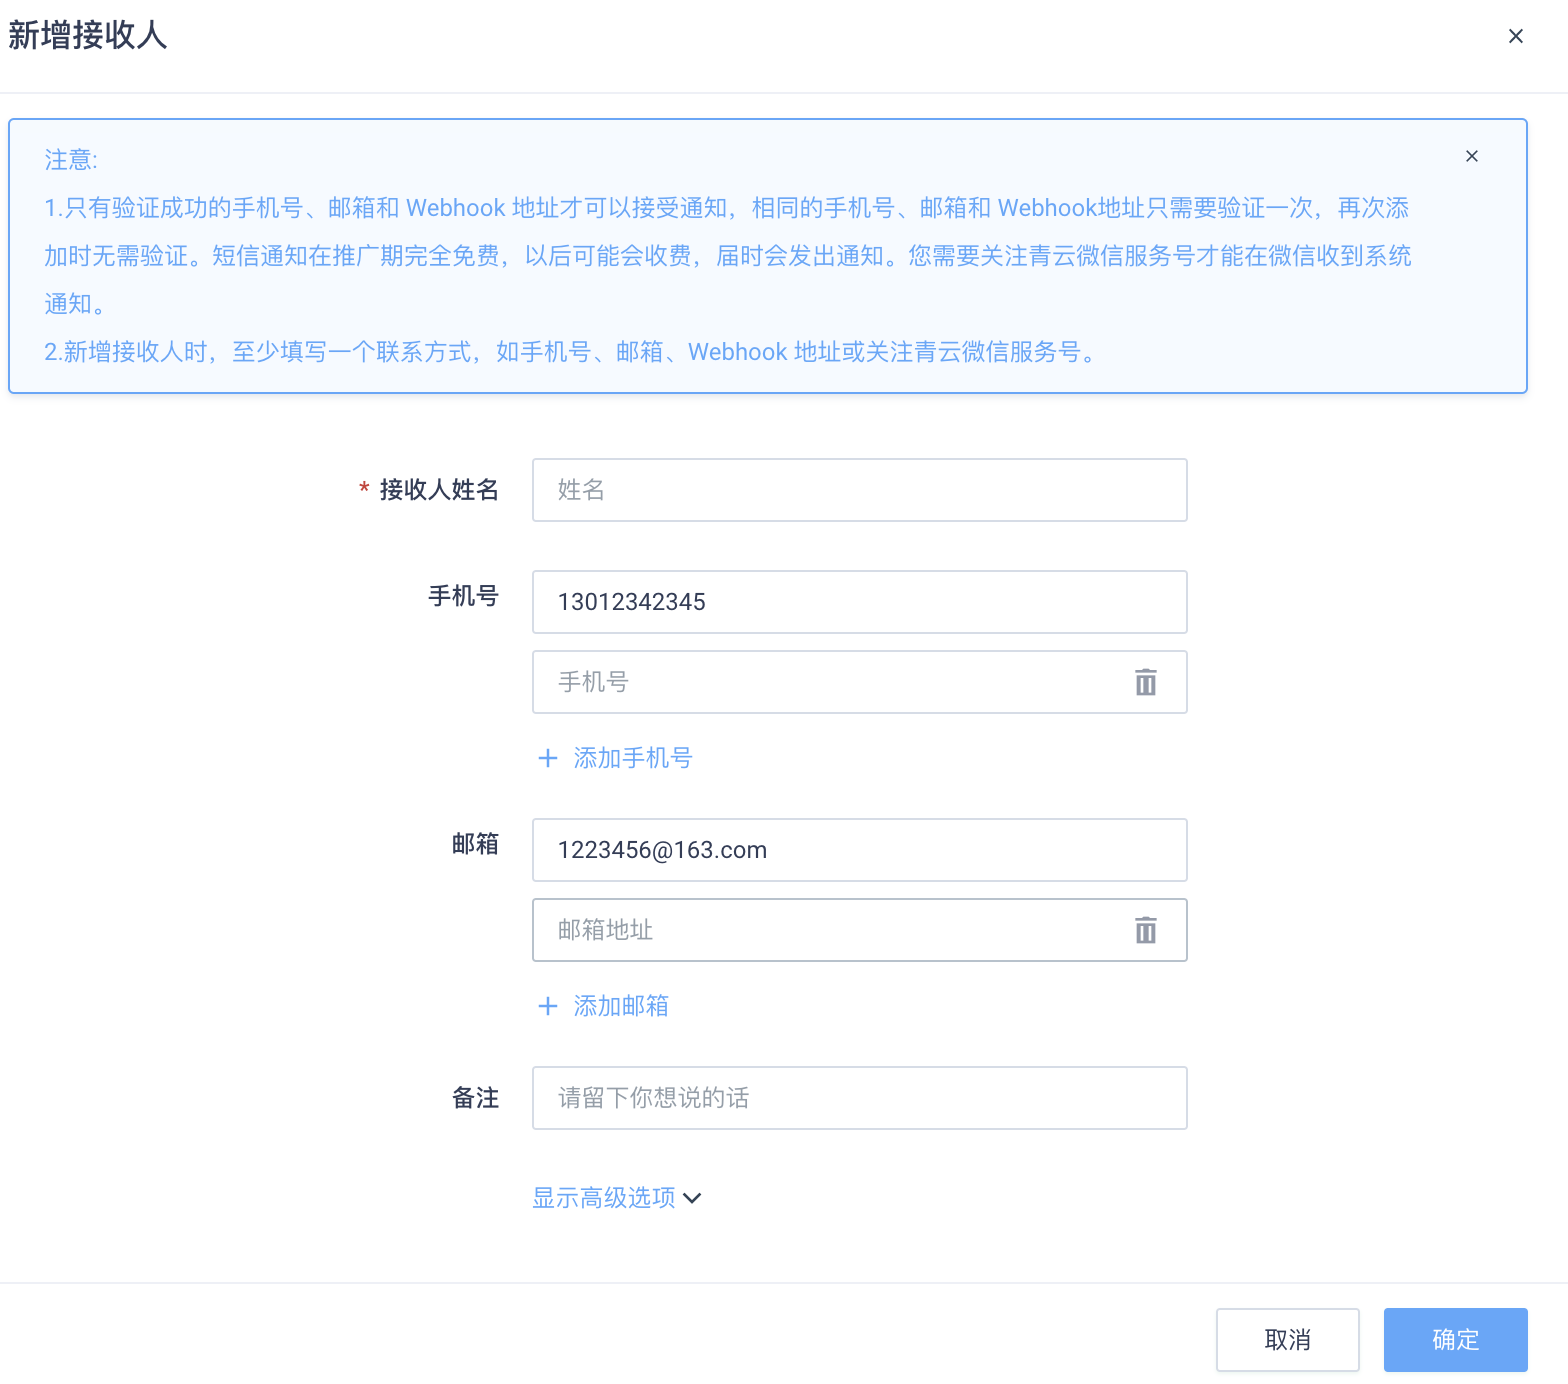 新增接收人
注意:
1.只有验证成功的手机号、邮箱和 Webhook 地址才可以接受通知，相同的手机号、邮箱和 Webhook地址只需要验证一次，再次添
加时无需验证。短信通知在推广期完全免费，以后可能会收费，届时会发出通知。您需要关注青云微信服务号才能在微信收到系统
通知。
2.新增接收人时，至少填写一个联系方式，如手机号、邮箱、Webhook 地址或关注青云微信服务号。
* 接收人姓名 姓名
手机号 13012342345
手机号
+ 添加手机号
邮箱 1223456@163.com
邮箱地址
+ 添加邮箱
备注 请留下你想说的话
显示高级选项
取消 确定